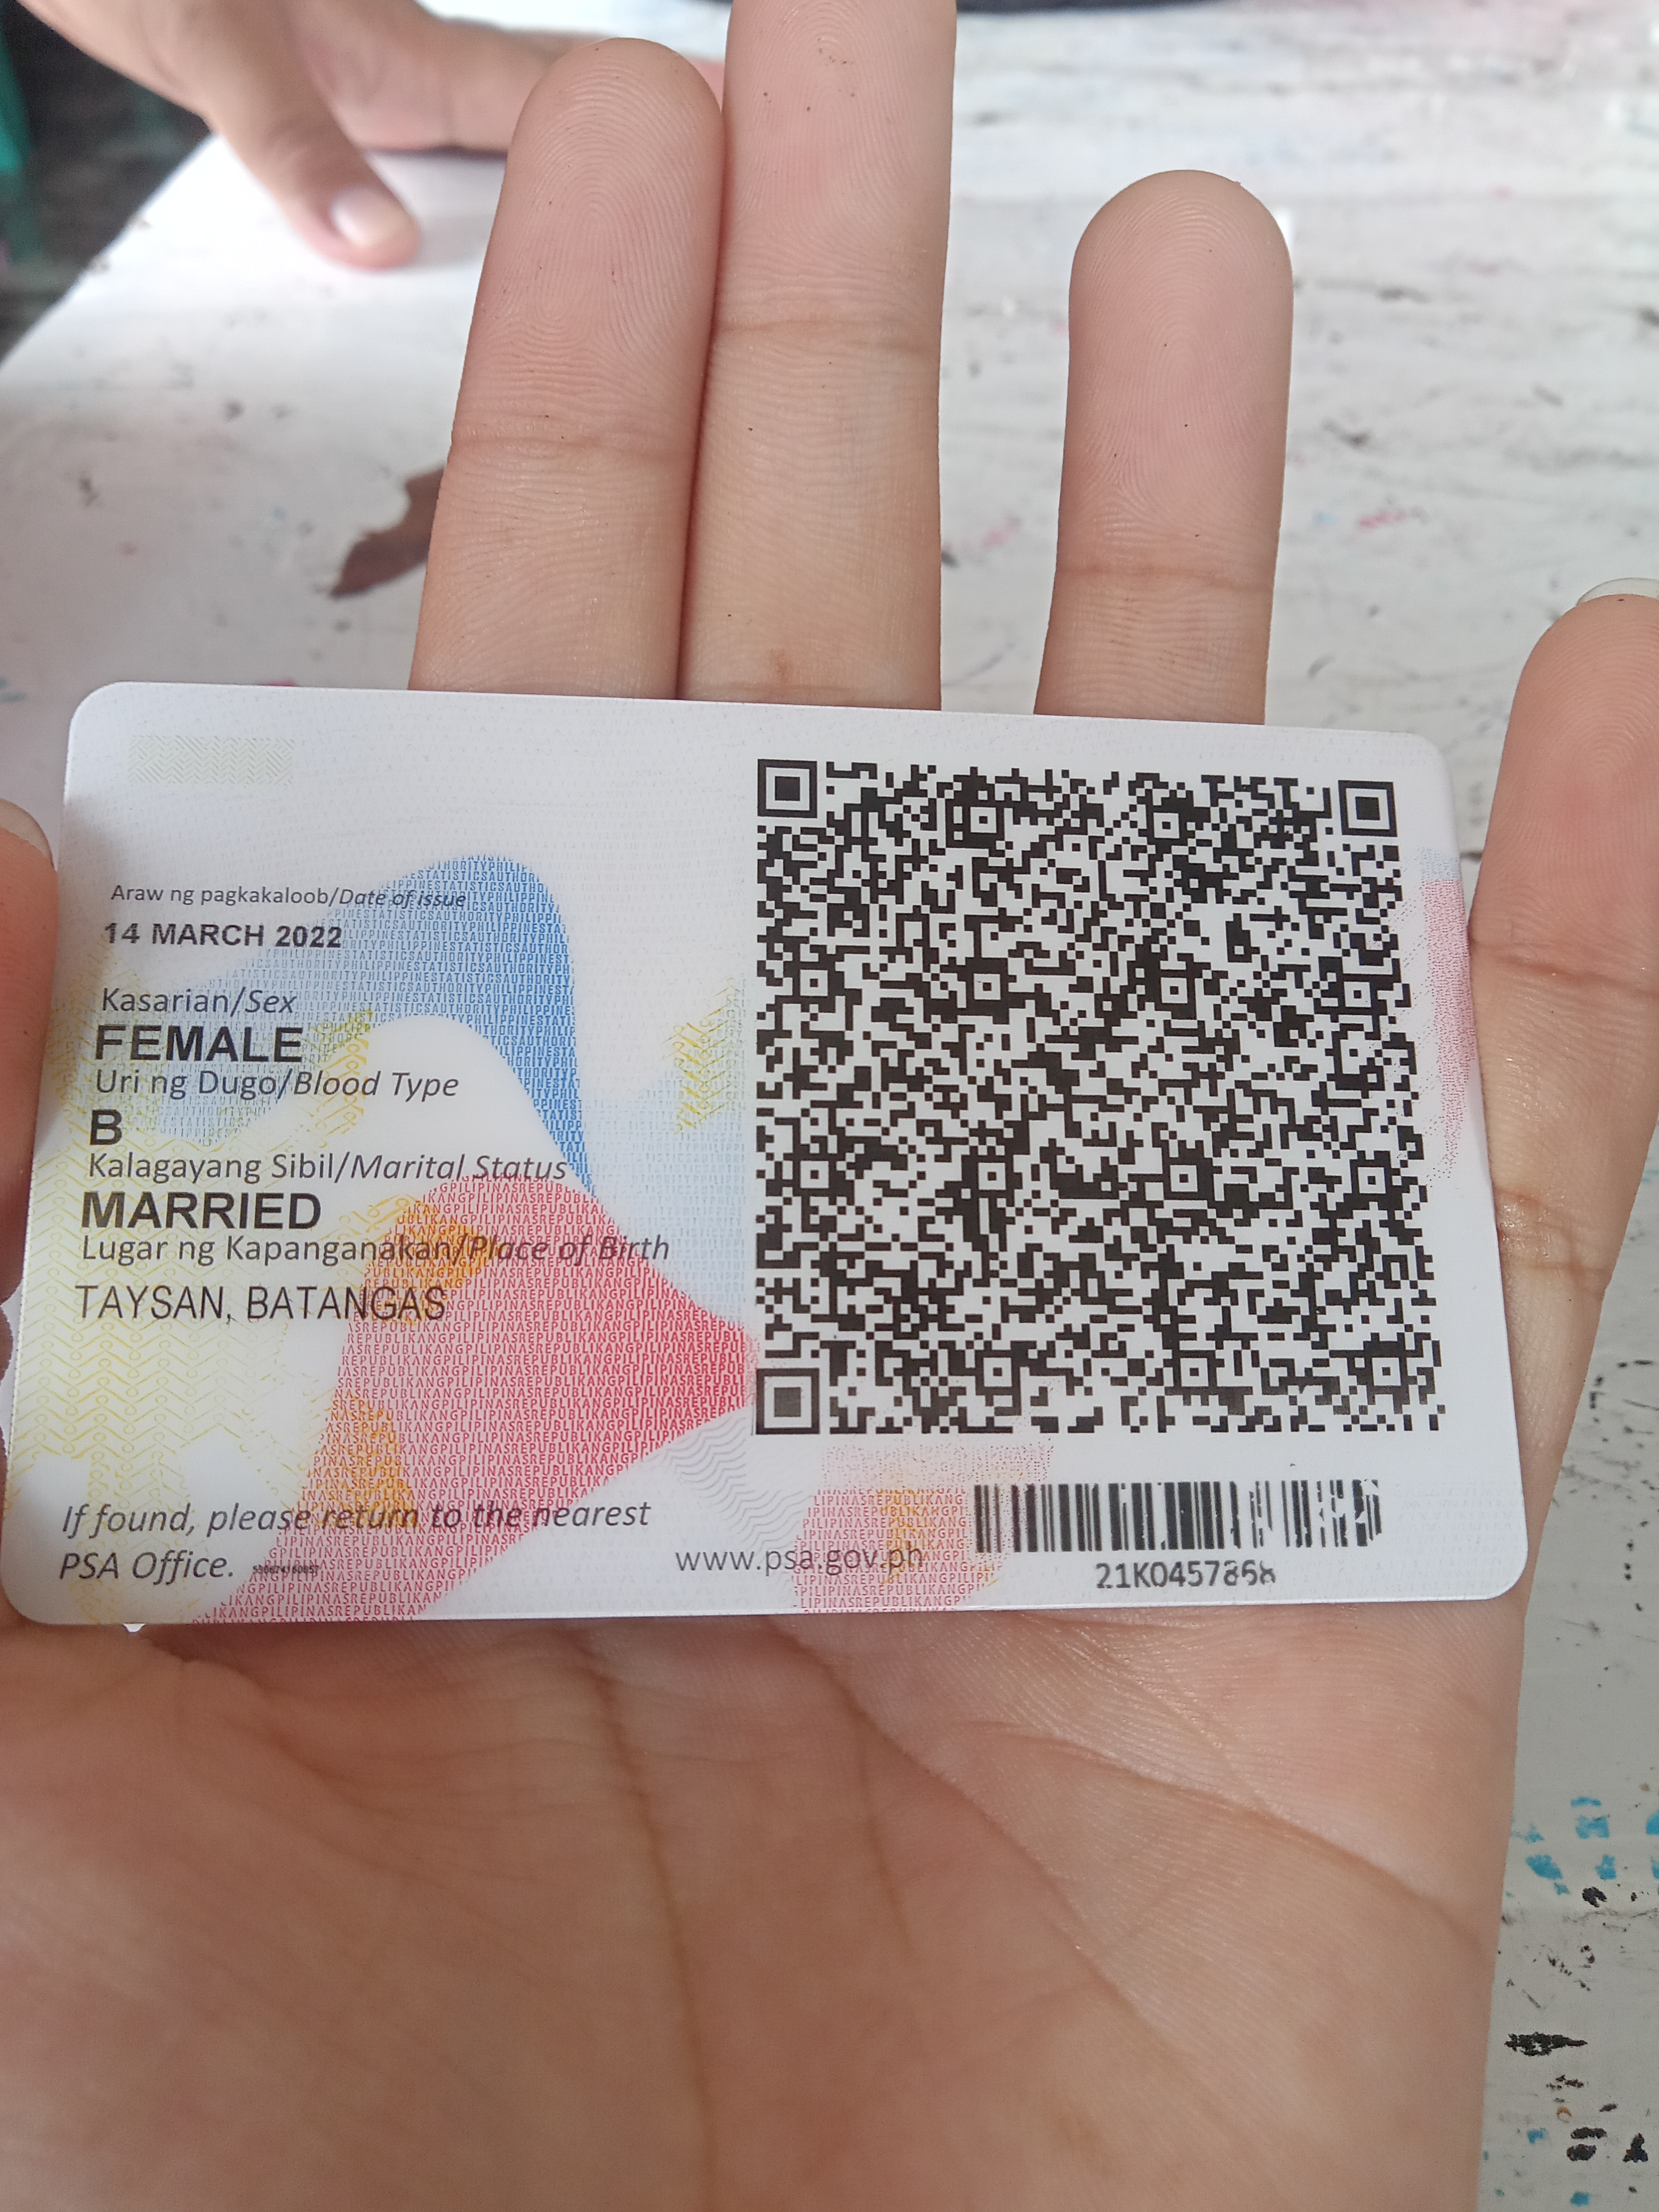 Araw ng pagkakaloob/Date of issue
14 MARCH 2022
Kasarian/Sex
FEMALE
Uri ng Dugo/Blood Type
B
Kalagayang Sibil/Marital Status
MARRIED
Lugar ng Kapanganakan/Place of Birth
TAYSAN, BATANGAS
If found, please return to the nearest
PSA Office.
www.psa.gov.ph